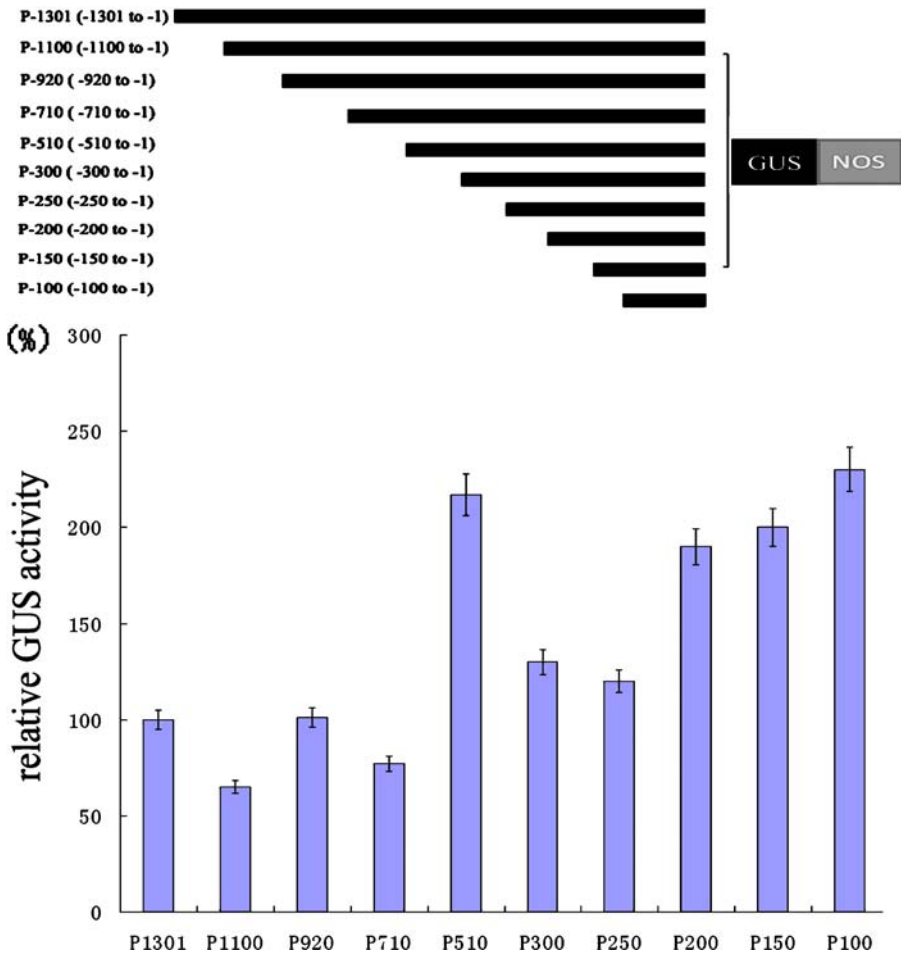 P-1301 (-1301 to -1)
P-1100 (-1100 to -1)
P-920 ( -920 to -1)
P-710 ( -710 to -1)
P-510 ( -510 to -1)
P-300 ( -300 to -1)
P-250 (-250 to -1)
P-200 (-200 to -1)
P-150 (-150 to -1)
P-100 (-100 to -1)
GUS NOS
(%)
300
250
200
150
100
50
0
relative GUS activity
P1301 P1100 P920 P710 P510 P300 P250 P200 P150 P100